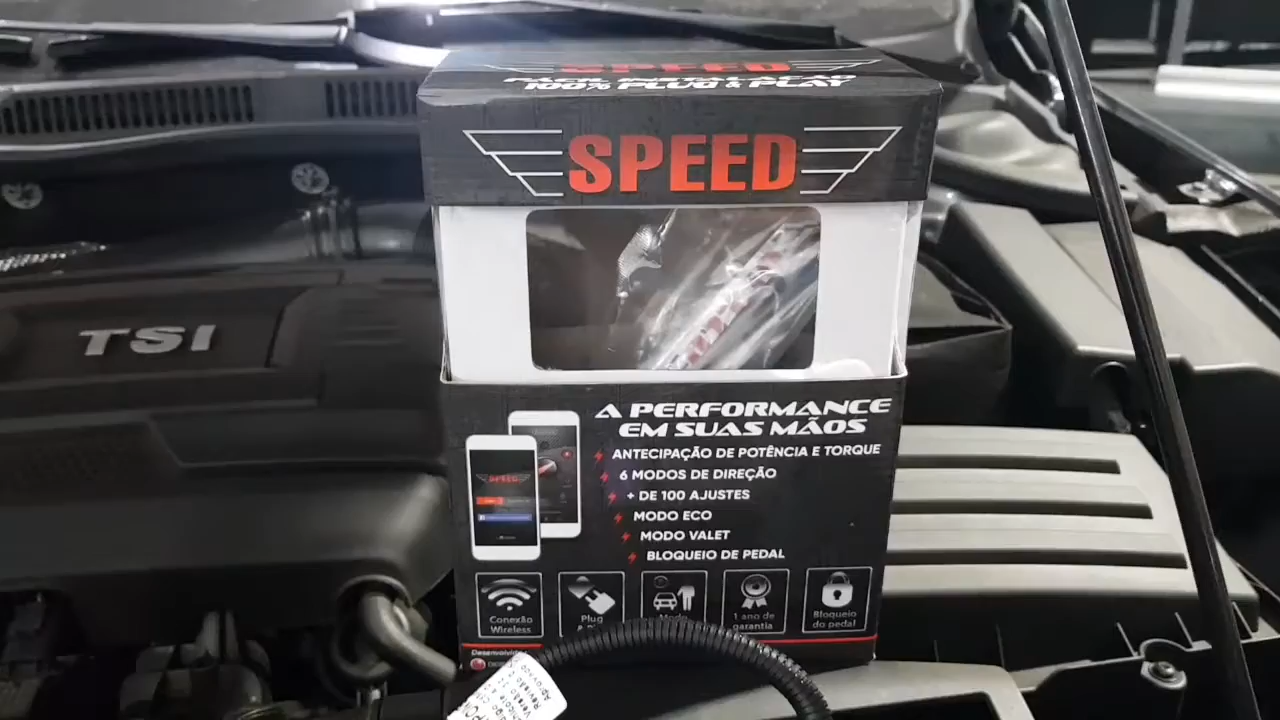 SPEED
FÁCIL INSTALAÇÃO
100% PLUG & PLAY
SPEED
TSI
A PERFORMANCE
EM SUAS MÃOS
ANTECIPAÇÃO DE POTÊNCIA E TORQUE
6 MODOS DE DIREÇÃO
+ DE 100 AJUSTES
MODO ECO
MODO VALET
BLOQUEIO DE PEDAL
SPEED
Conexão
Wireless
Plug
1 ano de
garantia
Bloqueio
do pedal